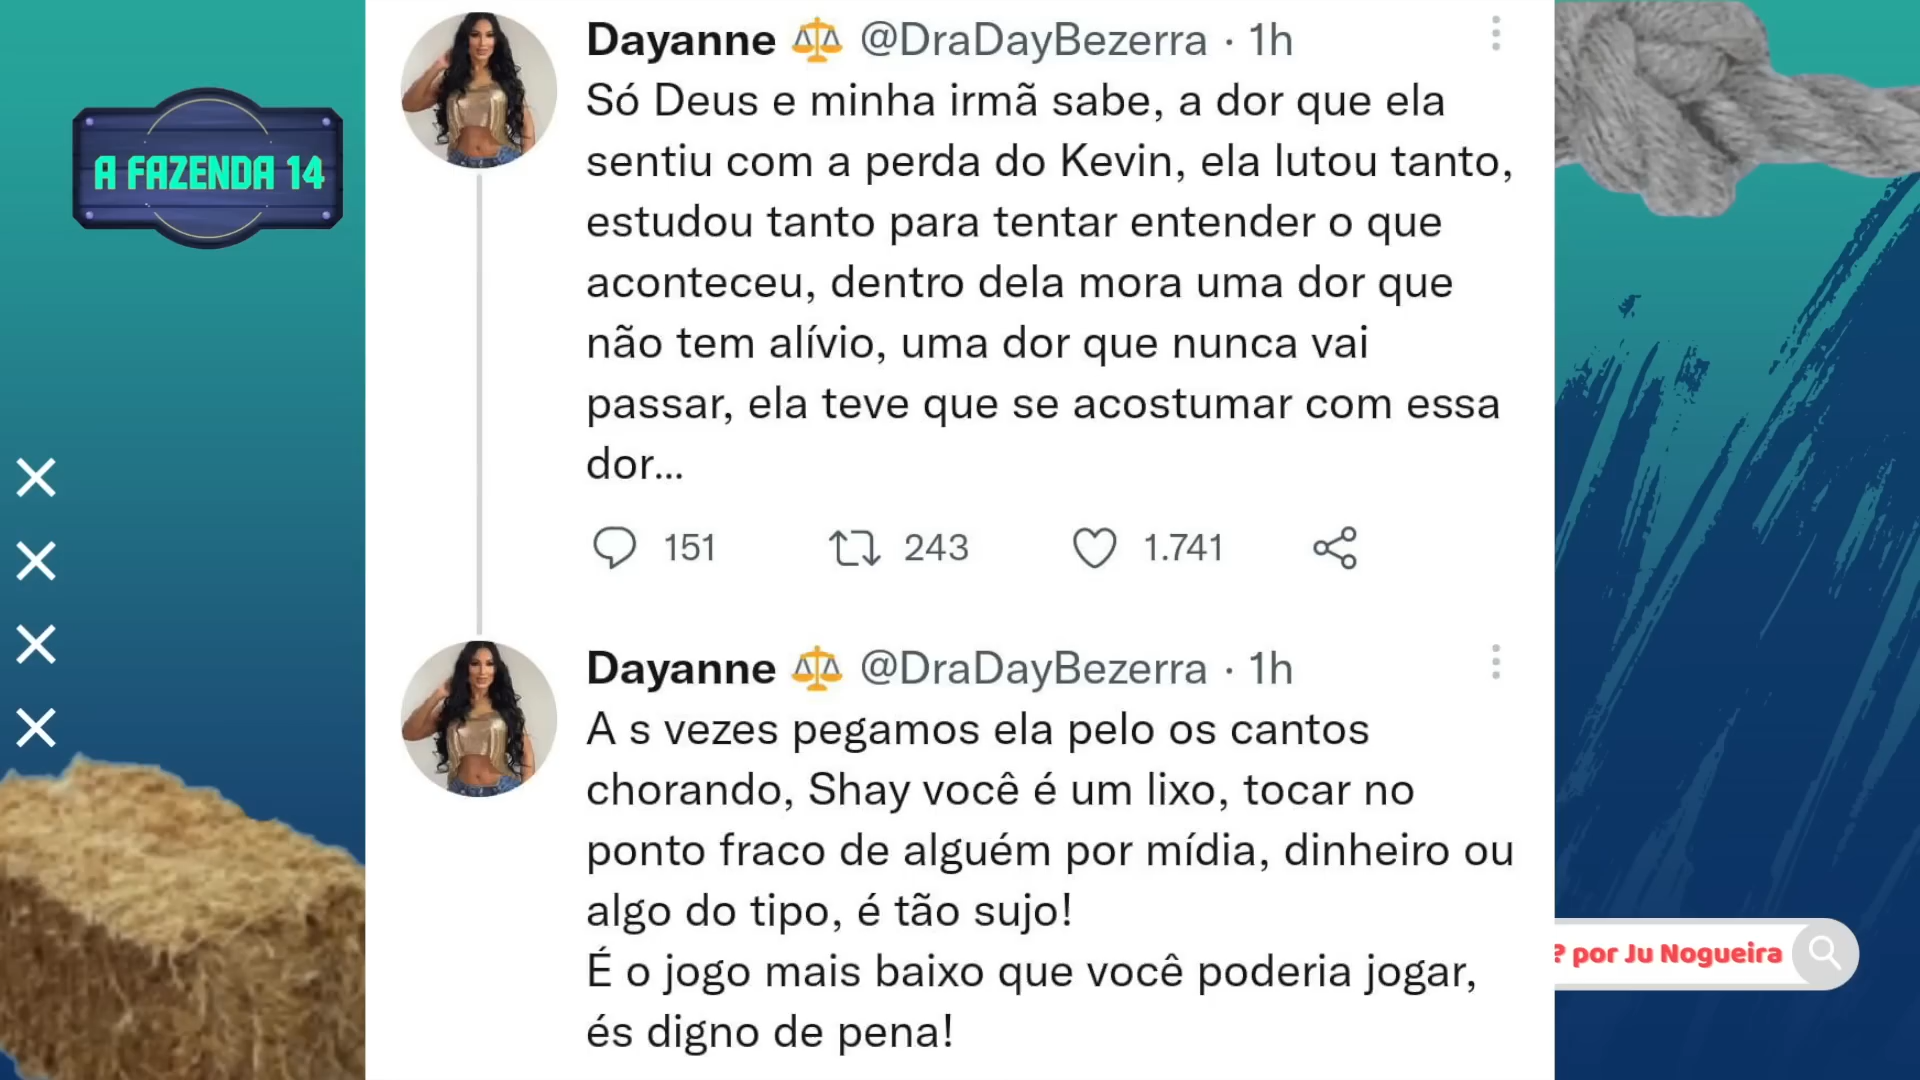 A FAZENDA 14
Dayanne ⚖️ @DraDayBezerra · 1h
Só Deus e minha irmã sabe, a dor que ela
sentiu com a perda do Kevin, ela lutou tanto,
estudou tanto para tentar entender o que
aconteceu, dentro dela mora uma dor que
não tem alívio, uma dor que nunca vai
passar, ela teve que se acostumar com essa
dor...
151 243 1.741
Dayanne ⚖️ @DraDayBezerra · 1h
A s vezes pegamos ela pelo os cantos
chorando, Shay você é um lixo, tocar no
ponto fraco de alguém por mídia, dinheiro ou
algo do tipo, é tão sujo!
É o jogo mais baixo que você poderia jogar,
és digno de pena!
? por Ju Nogueira